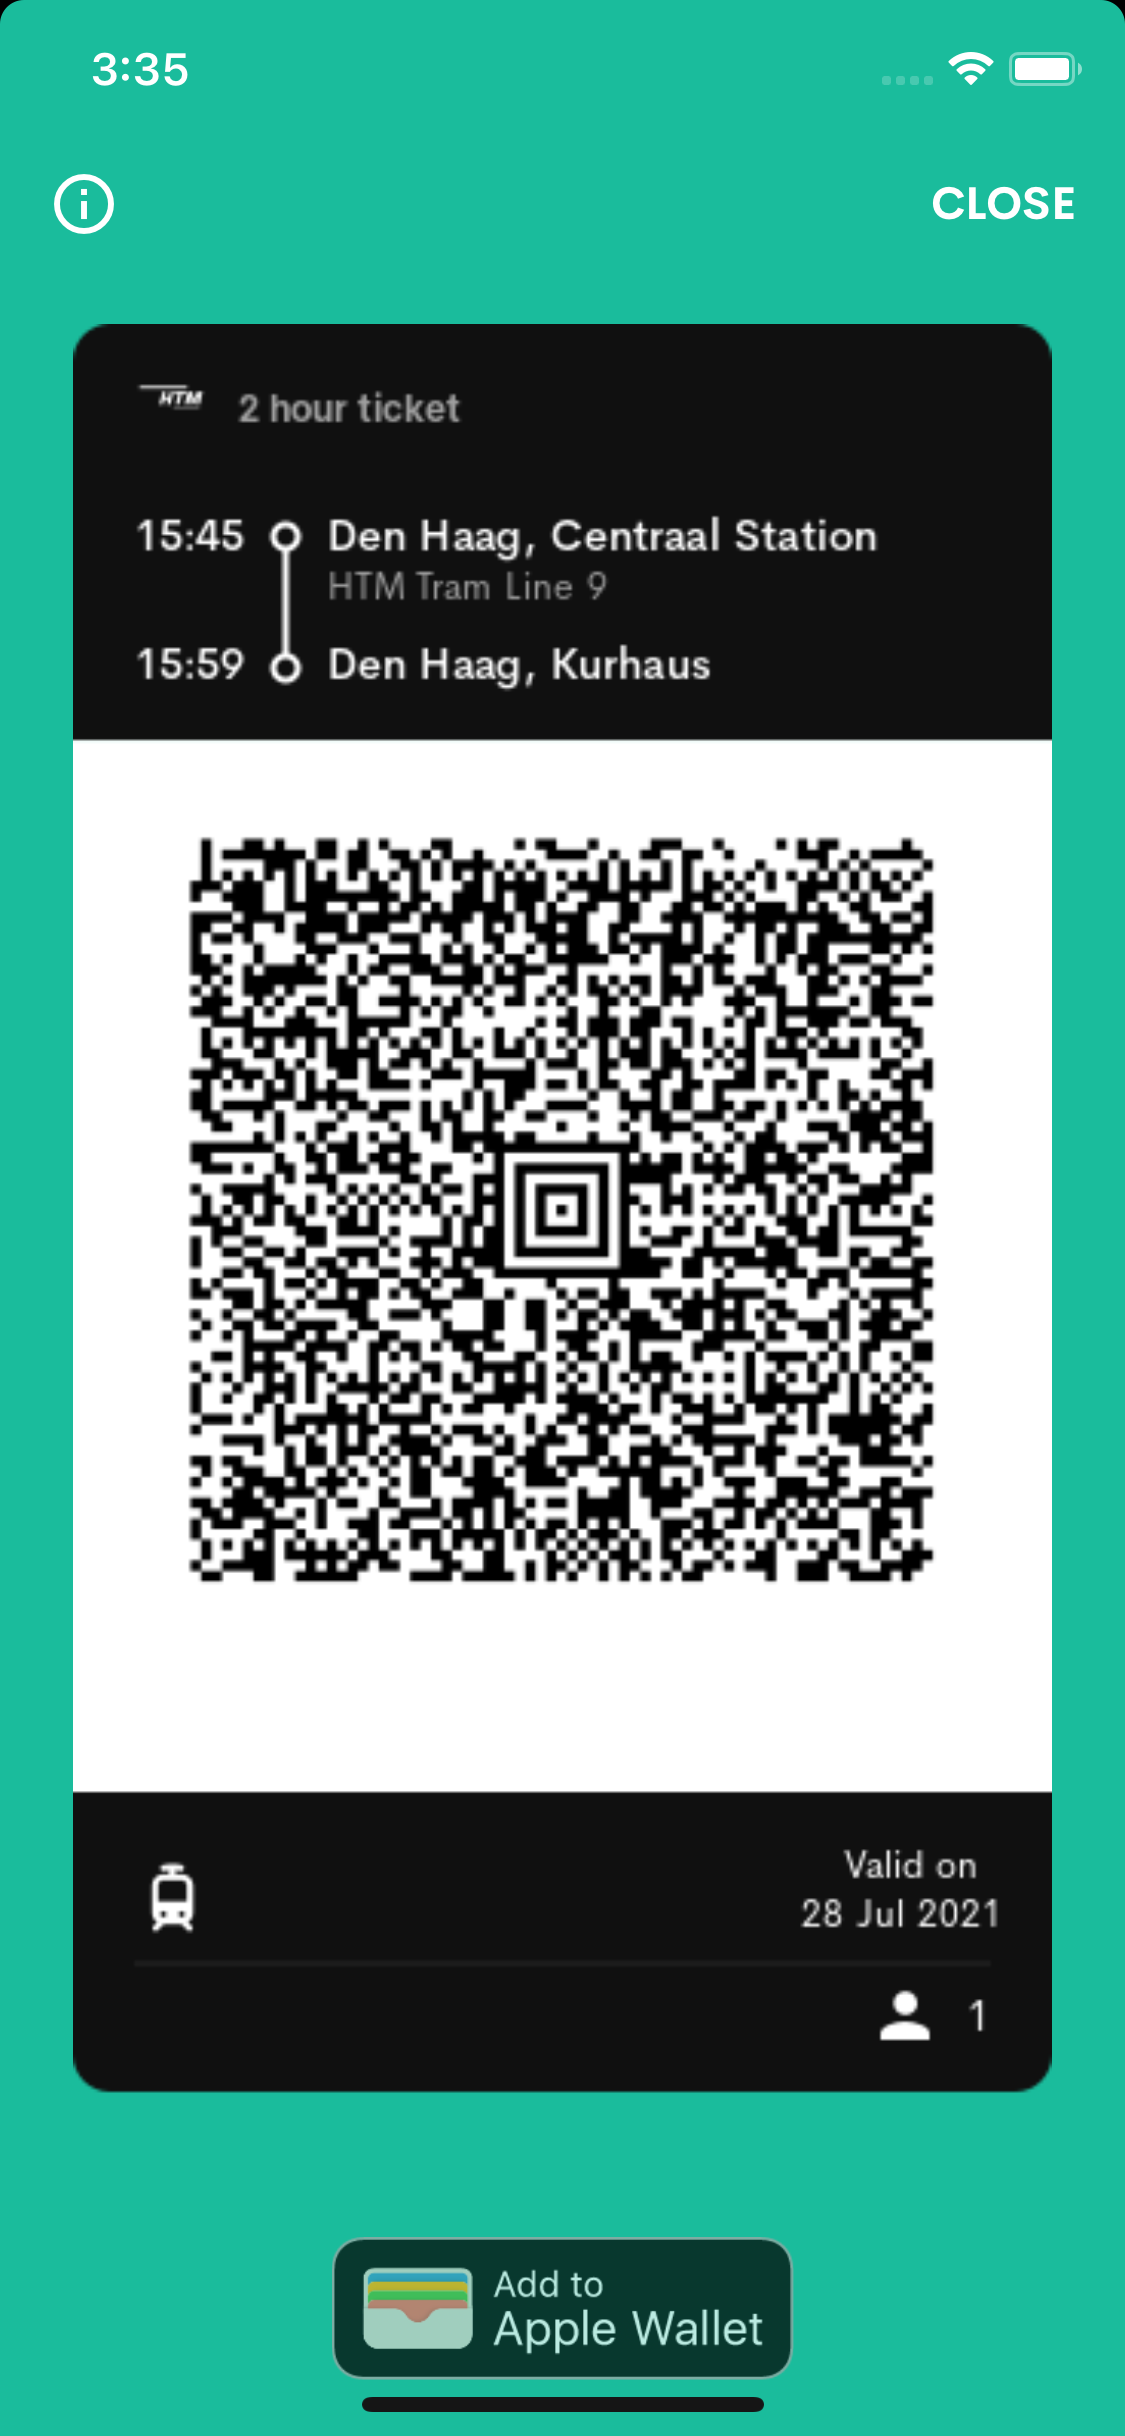 3:35
CLOSE
HTM 2 hour ticket
15:45 Den Haag, Centraal Station
HTM Tram Line 9
15:59 Den Haag, Kurhaus
Valid on
28 Jul 2021
1
Add to
Apple Wallet